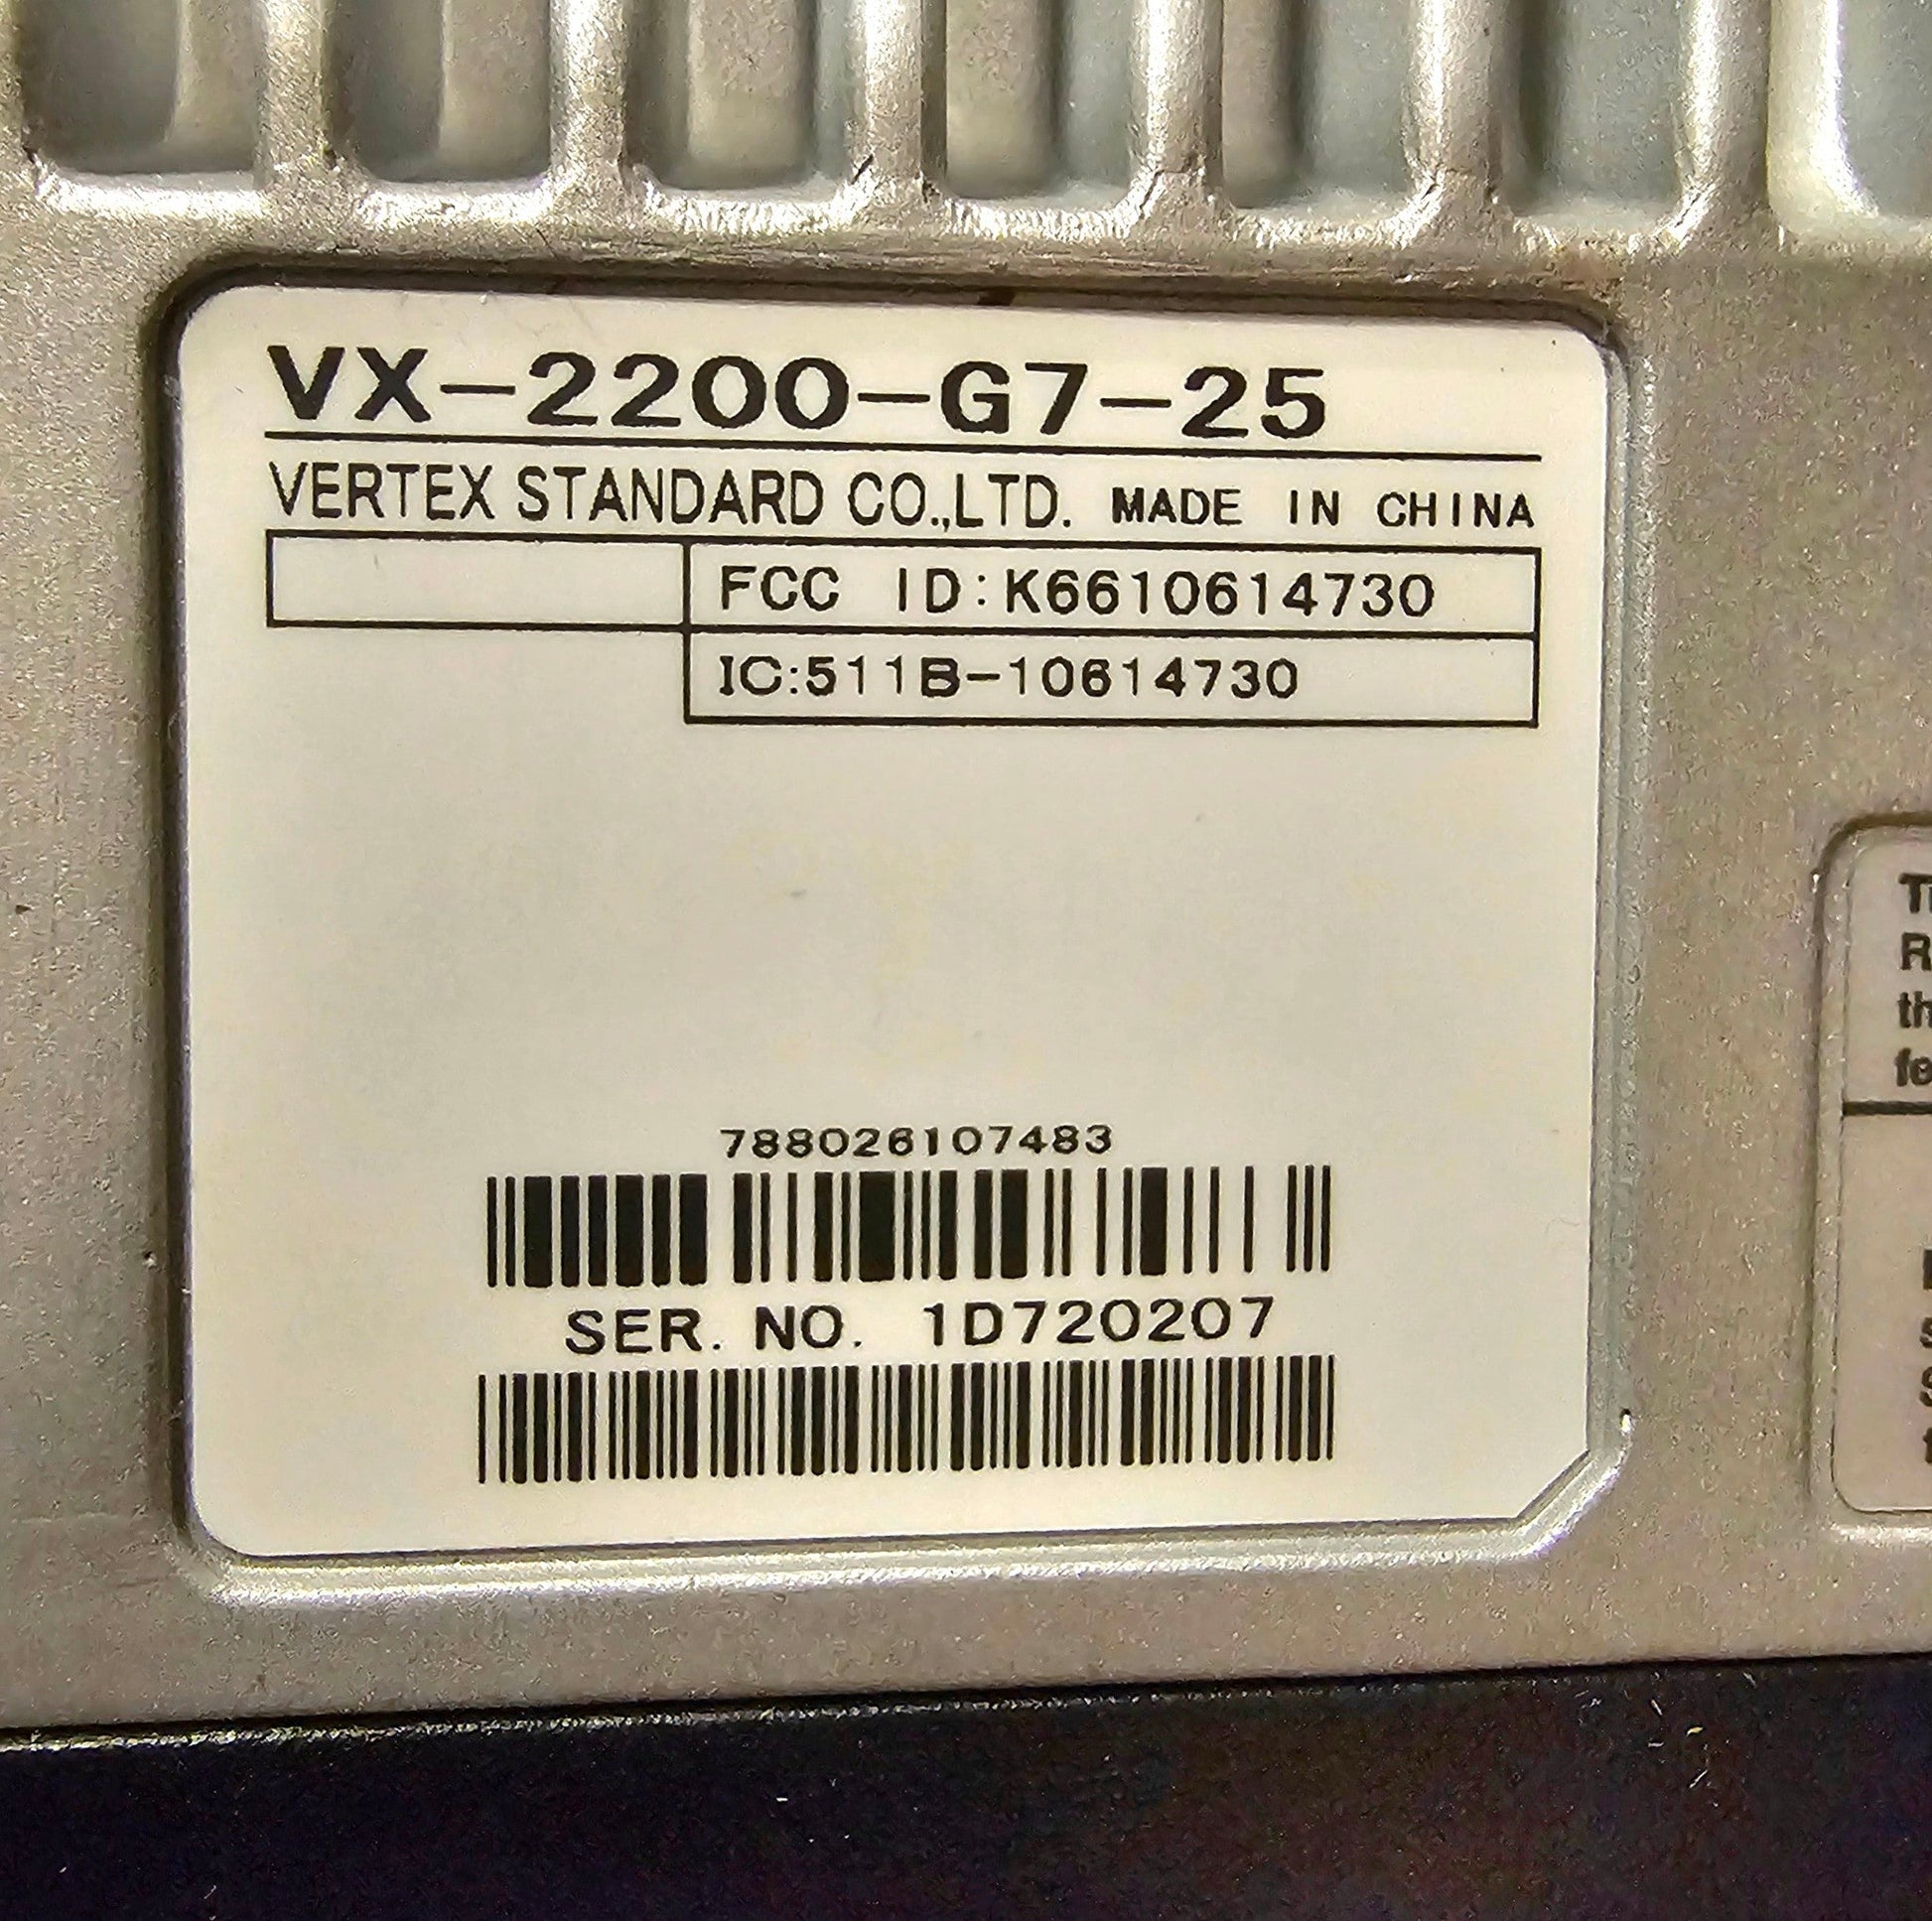 VX-2200-G7-25
VERTEX STANDARD CO.,LTD. MADE IN CHINA
FCC ID:K6610614730
IC:511B-10614730
788026107483
SER. NO. 1D720207